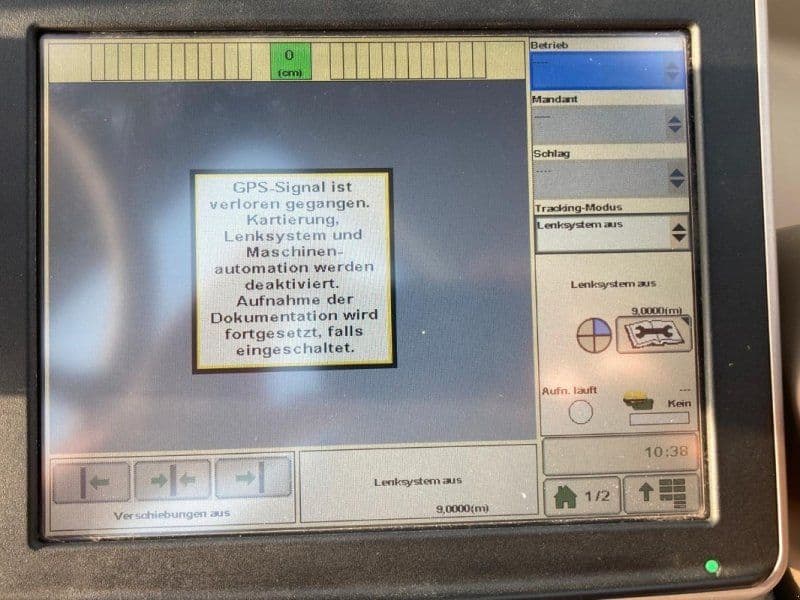 0
(cm)
Betrieb
----
Mandant
----
Schlag
----
Tracking-Modus
Lenksystem aus
GPS-Signal ist
verloren gegangen.
Kartierung,
Lenksystem und
Maschinen-
automation werden
deaktiviert.
Aufnahme der
Dokumentation wird
fortgesetzt, falls
eingeschaltet.
Lenksystem aus
9,0000(m)
Aufn. läuft
---
Kein
10:38
1/2
Verschiebungen aus
Lenksystem aus
9,0000(m)